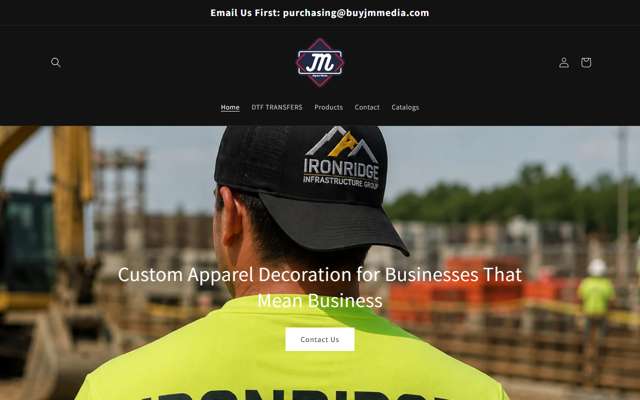 Email Us First: purchasing@buyjmmedia.com
JM
Home
DTF TRANSFERS
Products
Contact
Catalogs
IRONRIDGE
INFRASTRUCTURE GROUP
Custom Apparel Decoration for Businesses That
Mean Business
Contact Us
IRONRIDGE